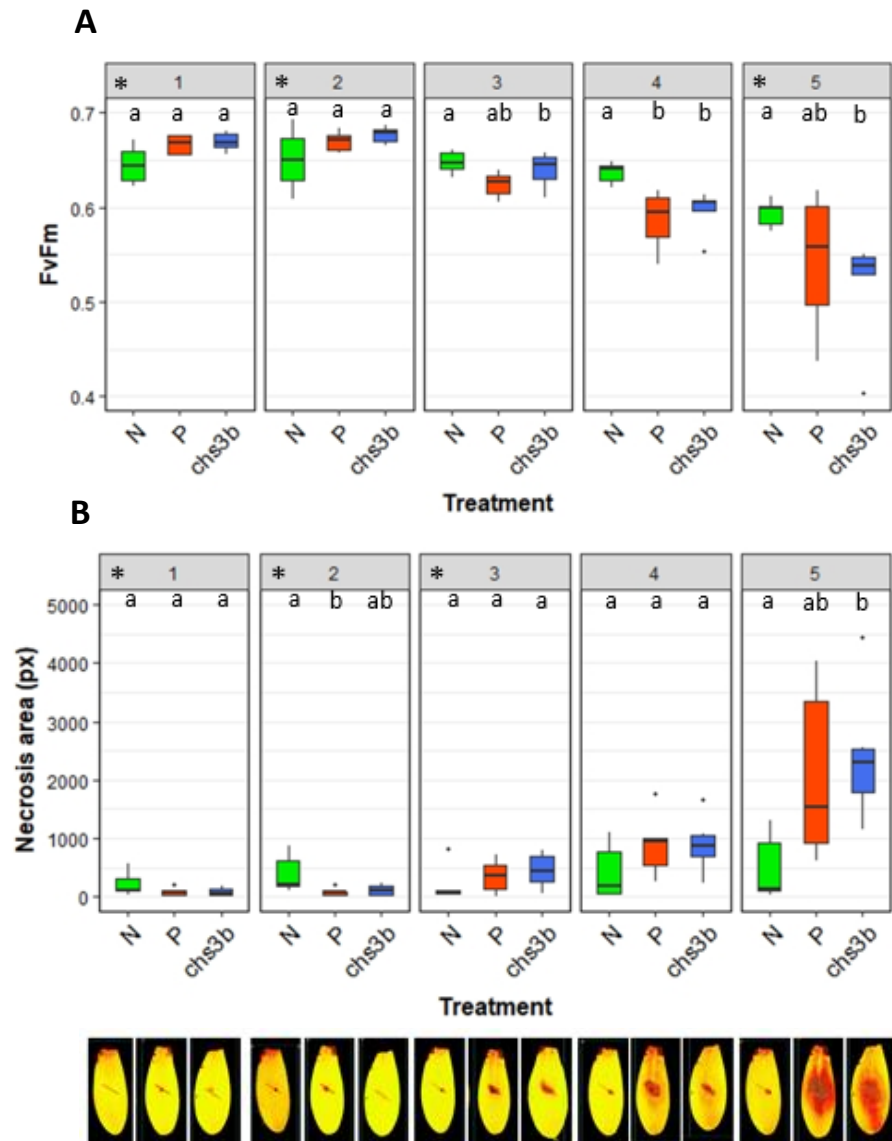 A
* 1 * 2 3 4 * 5
a a a a a a a ab b a b b a ab b
0.7
0.6
0.5
0.4
FvFm
N P chs3b N P chs3b N P chs3b N P chs3b N P chs3b
Treatment
B
* 1 * 2 * 3 4 5
a a a a b ab a a a a a a a ab b
5000
4000
3000
2000
1000
0
Necrosis area (px)
N P chs3b N P chs3b N P chs3b N P chs3b N P chs3b
Treatment